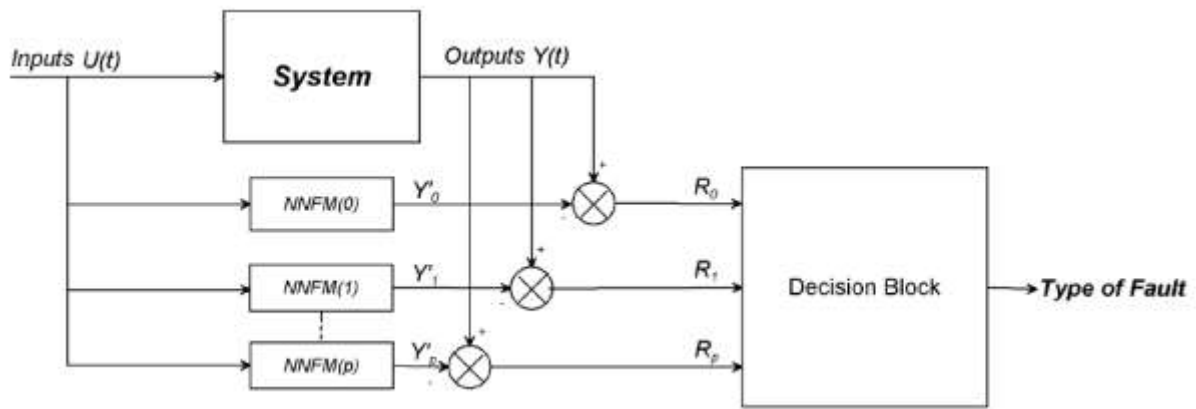 Inputs U(t)
System
Outputs Y(t)
+
NNFM(0)
Y'0
-
R0
+
NNFM(1)
Y'1
-
R1
Decision Block
Type of Fault
+
NNFM(p)
Y'p
-
Rp